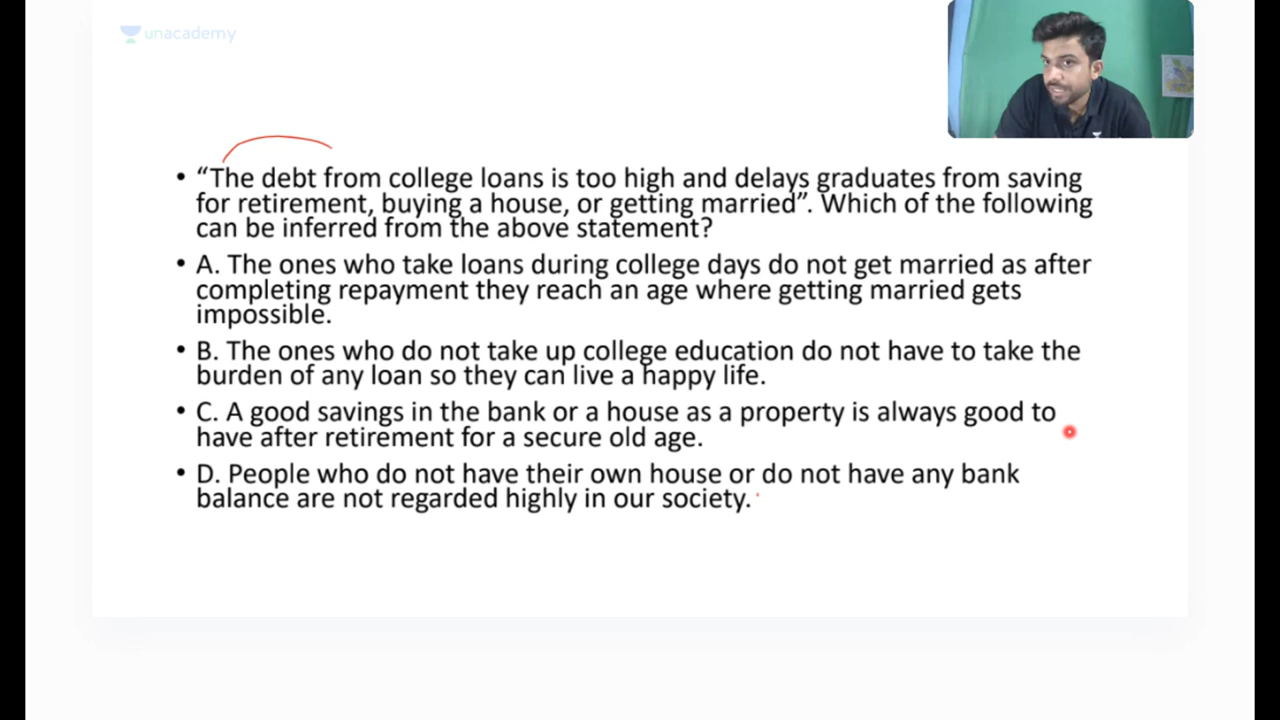 unacademy
• “The debt from college loans is too high and delays graduates from saving
for retirement, buying a house, or getting married”. Which of the following
can be inferred from the above statement?
• A. The ones who take loans during college days do not get married as after
completing repayment they reach an age where getting married gets
impossible.
• B. The ones who do not take up college education do not have to take the
burden of any loan so they can live a happy life.
• C. A good savings in the bank or a house as a property is always good to
have after retirement for a secure old age.
• D. People who do not have their own house or do not have any bank
balance are not regarded highly in our society.